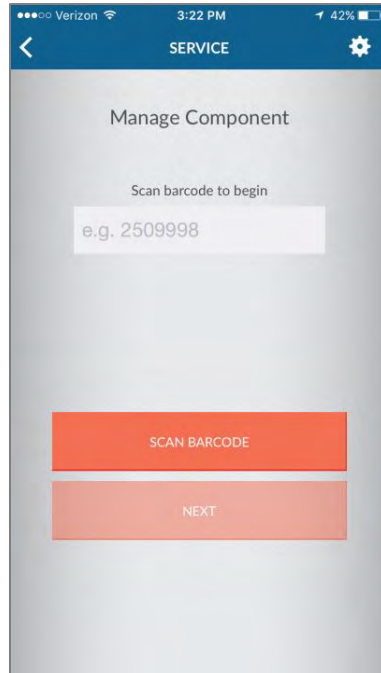 Verizon 3:22 PM 42%
SERVICE
Manage Component
Scan barcode to begin
e.g. 2509998
SCAN BARCODE
NEXT